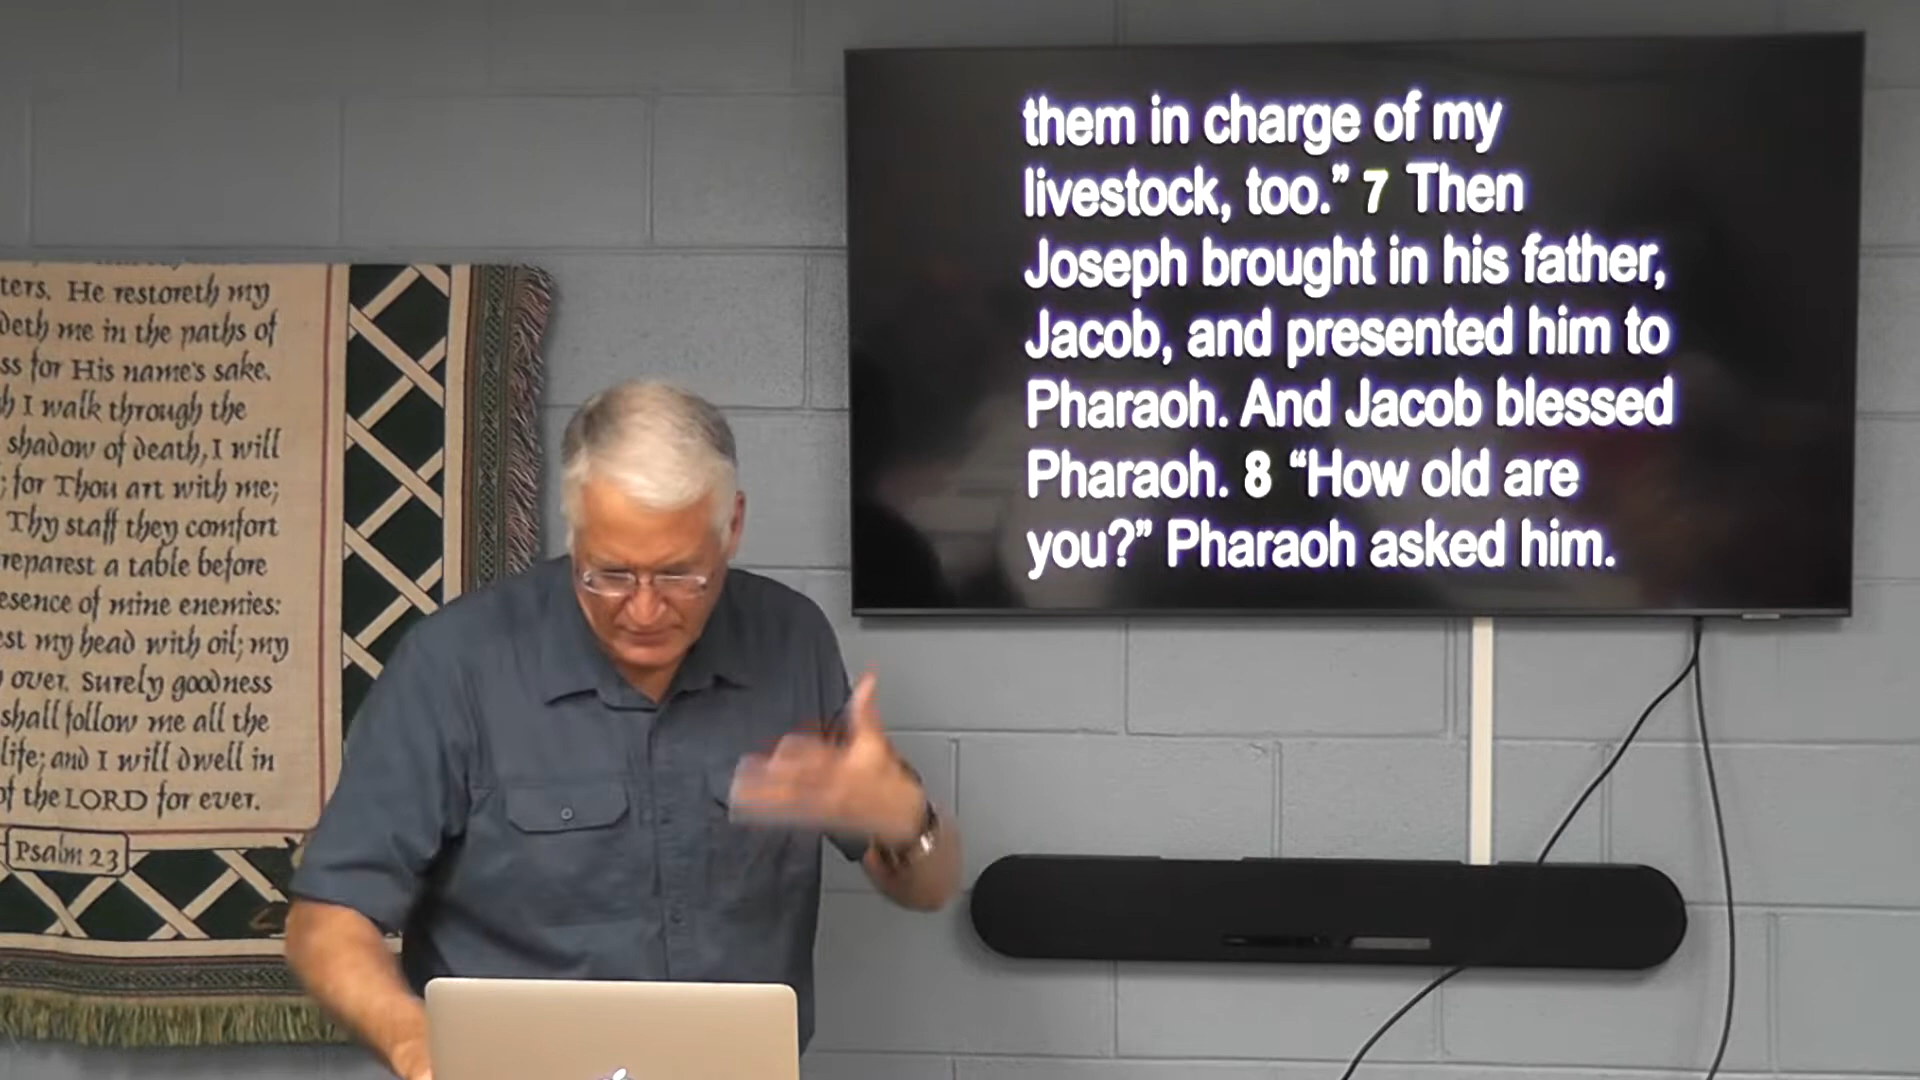 them in charge of my
livestock, too.” 7 Then
Joseph brought in his father,
Jacob, and presented him to
Pharaoh. And Jacob blessed
Pharaoh. 8 “How old are
you?” Pharaoh asked him.
ters. He restoreth my
deth me in the paths of
ss for His name's sake.
h I walk through the
shadow of death, I will
; for Thou art with me;
Thy staff they comfort
reparest a table before
esence of mine enemies:
st my head with oil; my
over. Surely goodness
shall follow me all the
life; and I will dwell in
of the LORD for ever.
Psalm 23